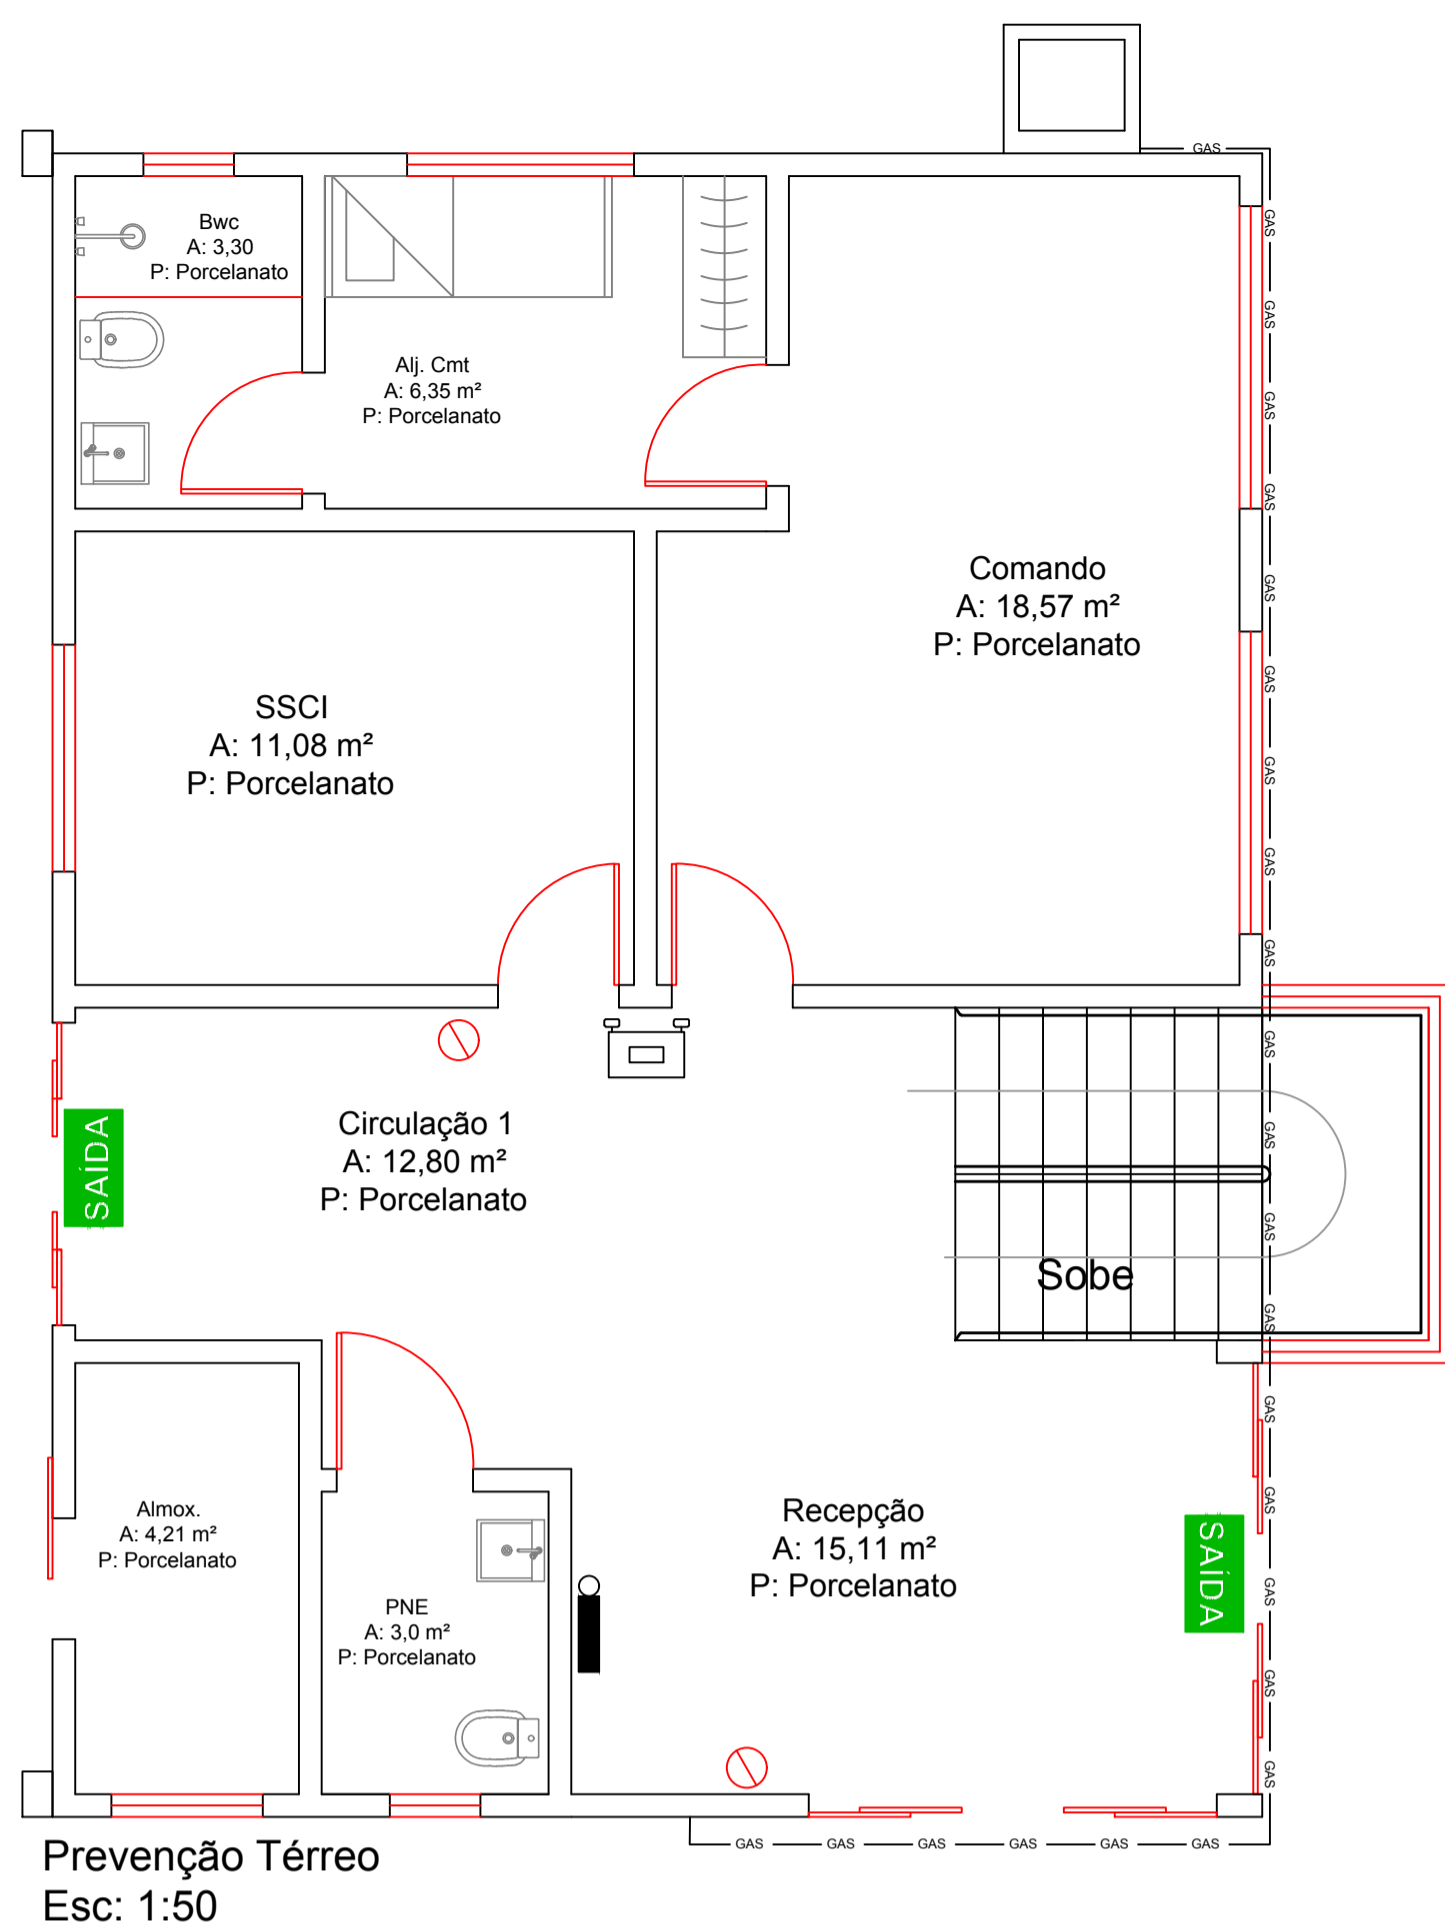 GAS
Bwc
A: 3,30
P: Porcelanato
GAS
GAS
Alj. Cmt
A: 6,35 m²
P: Porcelanato
GAS
GAS
Comando
A: 18,57 m²
P: Porcelanato
GAS
GAS
SSCI
A: 11,08 m²
P: Porcelanato
GAS
GAS
GAS
GAS
Circulação 1
A: 12,80 m²
P: Porcelanato
SAÍDA
GAS
GAS
Sobe
GAS
GAS
Almox.
A: 4,21 m²
P: Porcelanato
Recepção
A: 15,11 m²
P: Porcelanato
GAS
SAÍDA
GAS
PNE
A: 3,0 m²
P: Porcelanato
GAS
GAS
GAS
GAS
GAS
GAS
GAS
GAS
Prevenção Térreo
Esc: 1:50